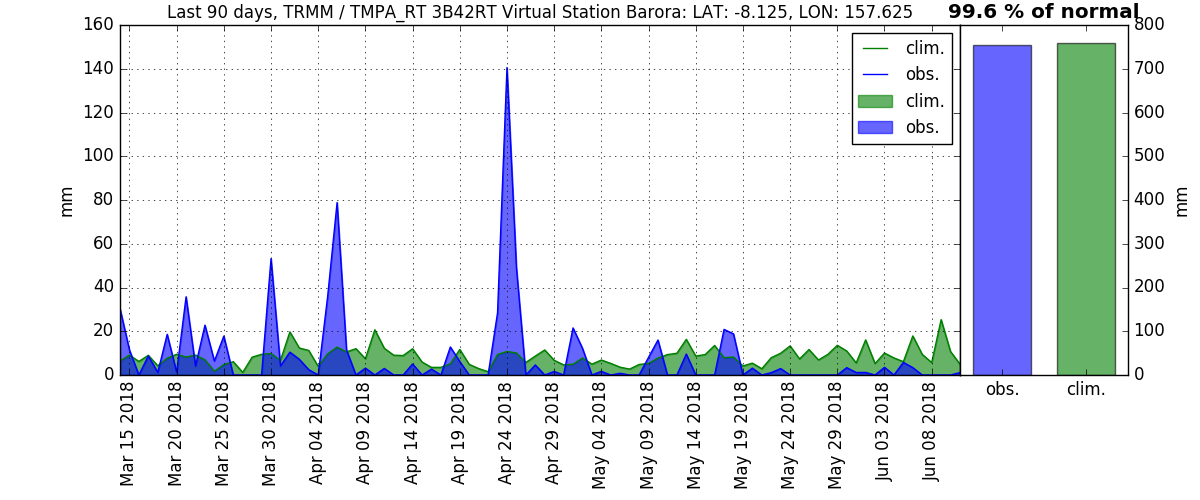 Last 90 days, TRMM / TMPA_RT 3B42RT Virtual Station Barora: LAT: -8.125, LON: 157.625
99.6 % of normal
160
140
120
100
80
60
40
20
0
mm
clim.
obs.
clim.
obs.
800
700
600
500
400
300
200
100
0
mm
obs.
clim.
Mar 15 2018
Mar 20 2018
Mar 25 2018
Mar 30 2018
Apr 04 2018
Apr 09 2018
Apr 14 2018
Apr 19 2018
Apr 24 2018
Apr 29 2018
May 04 2018
May 09 2018
May 14 2018
May 19 2018
May 24 2018
May 29 2018
Jun 03 2018
Jun 08 2018